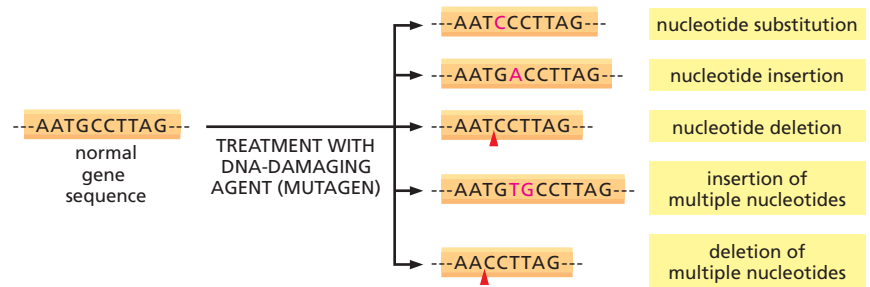 ---AATGCCTTAG---
normal
gene
sequence
TREATMENT WITH
DNA-DAMAGING
AGENT (MUTAGEN)
---AATCCCTTAG---
nucleotide substitution
---AATGACCTTAG---
nucleotide insertion
---AATCCTTAG---
nucleotide deletion
---AATGTGCCTTAG---
insertion of
multiple nucleotides
---AACCTTAG---
deletion of
multiple nucleotides